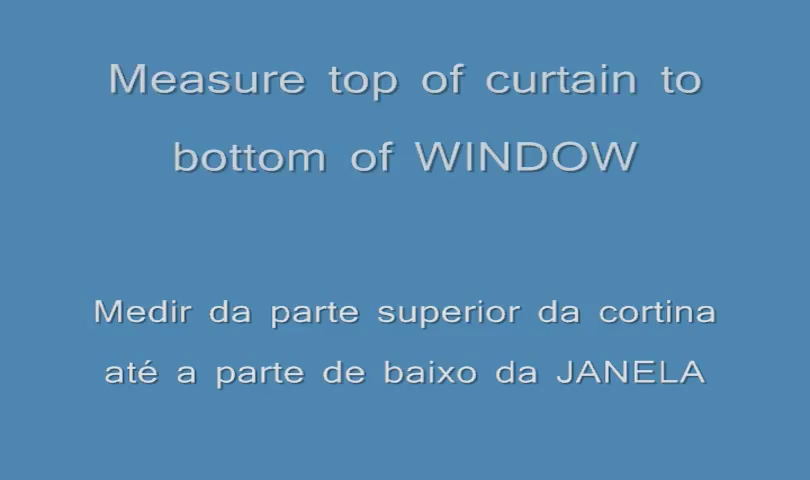 Measure top of curtain to
bottom of WINDOW
Medir da parte superior da cortina
até a parte de baixo da JANELA